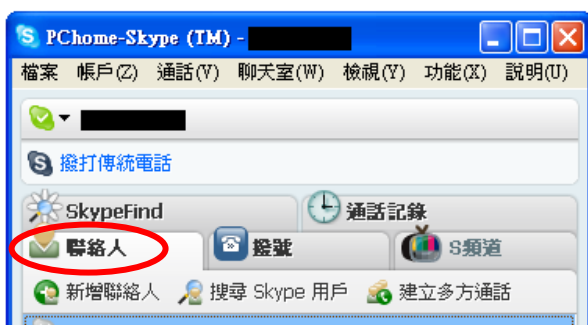 PChome-Skype (TM) -
檔案 帳戶(Z) 通話(V) 聊天室(W) 檢視(Y) 功能(X) 說明(U)
撥打傳統電話
SkypeFind 通話記錄
聯絡人 撥號 S頻道
新增聯絡人 搜尋 Skype 用戶 建立多方通話